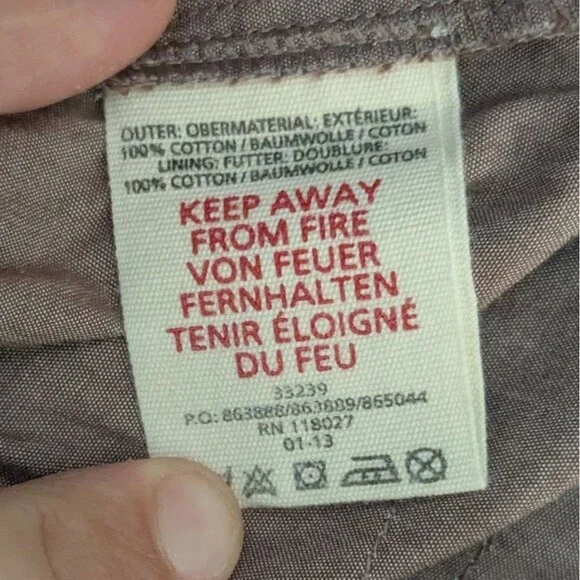 OUTER: OBERMATERIAL: EXTÉRIEUR:
100% COTTON / BAUMWOLLE / COTON
LINING: FUTTER: DOUBLURE:
100% COTTON / BAUMWOLLE / COTON
KEEP AWAY
FROM FIRE
VON FEUER
FERNHALTEN
TENIR ÉLOIGNÉ
DU FEU
33239
P.O: 863888/863889/865044
RN 118027
01-13